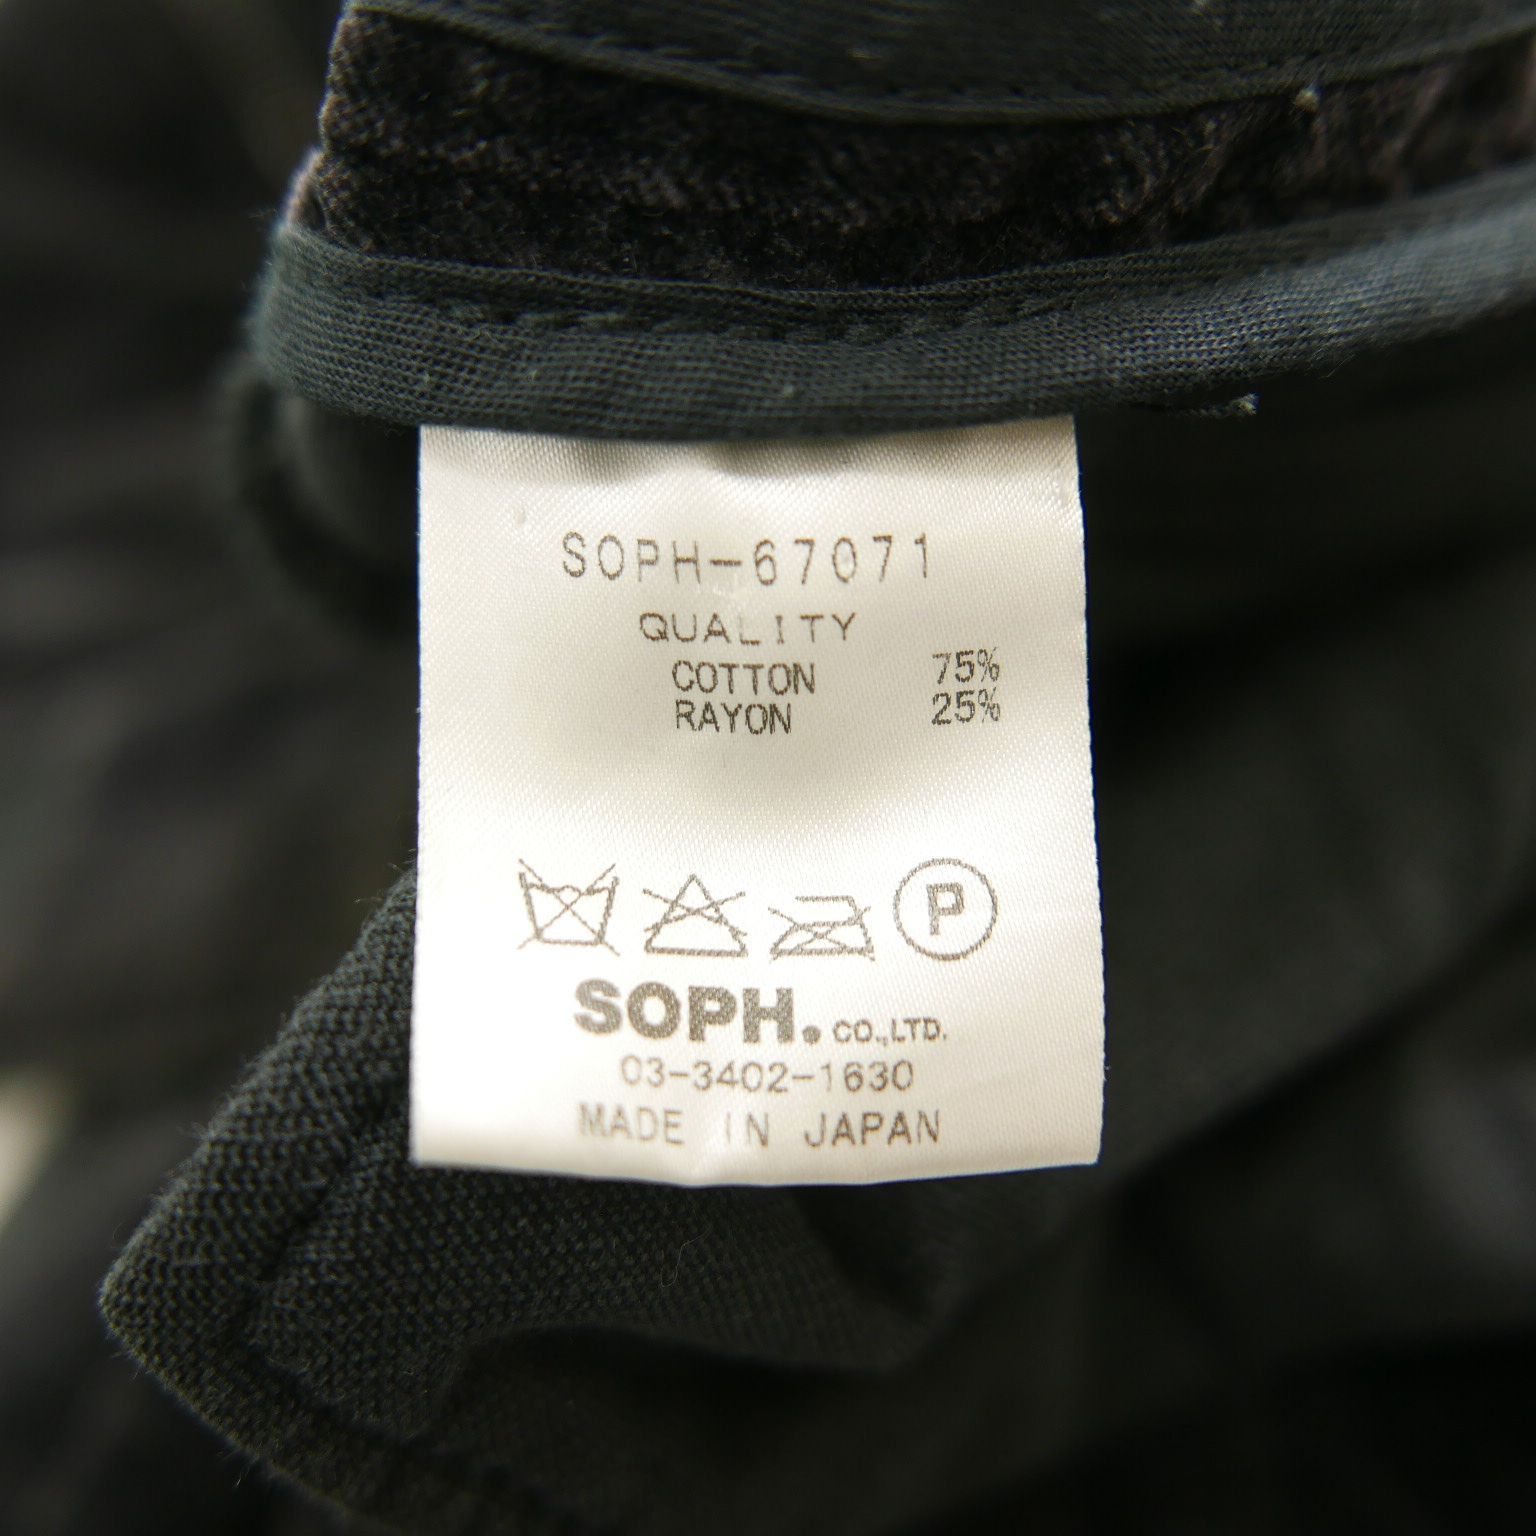 SOPH-67071
QUALITY
COTTON 75%
RAYON 25%
P
SOPH. CO.,LTD.
03-3402-1630
MADE IN JAPAN